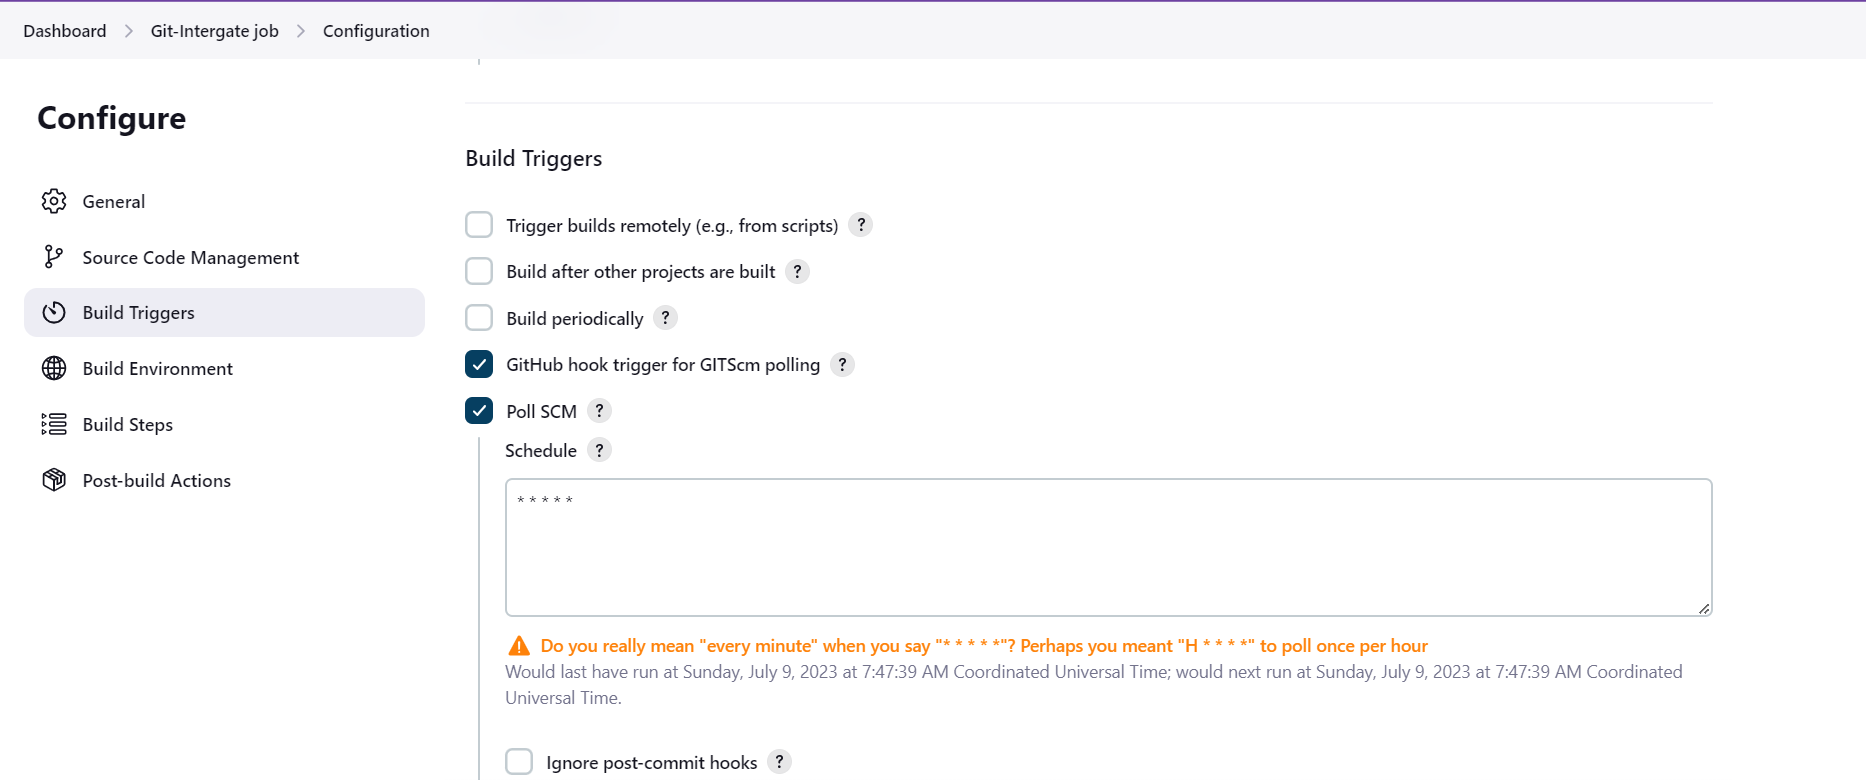 Dashboard > Git-Intergate job > Configuration
Configure
General
Source Code Management
Build Triggers
Build Environment
Build Steps
Post-build Actions
Build Triggers
Trigger builds remotely (e.g., from scripts) ?
Build after other projects are built ?
Build periodically ?
GitHub hook trigger for GITScm polling ?
Poll SCM ?
Schedule ?
* * * * *
Do you really mean "every minute" when you say "* * * * *"? Perhaps you meant "H * * * *" to poll once per hour
Would last have run at Sunday, July 9, 2023 at 7:47:39 AM Coordinated Universal Time; would next run at Sunday, July 9, 2023 at 7:47:39 AM Coordinated
Universal Time.
Ignore post-commit hooks ?